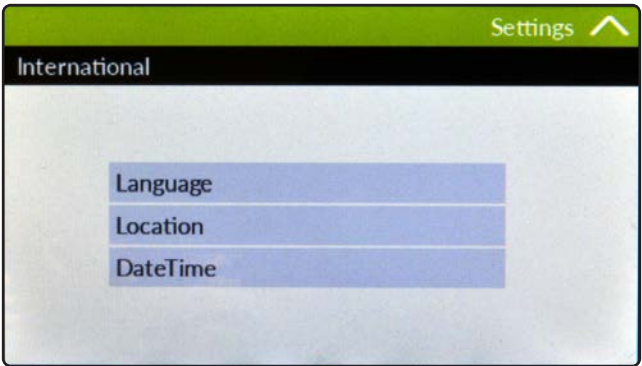 Settings
International
Language
Location
DateTime